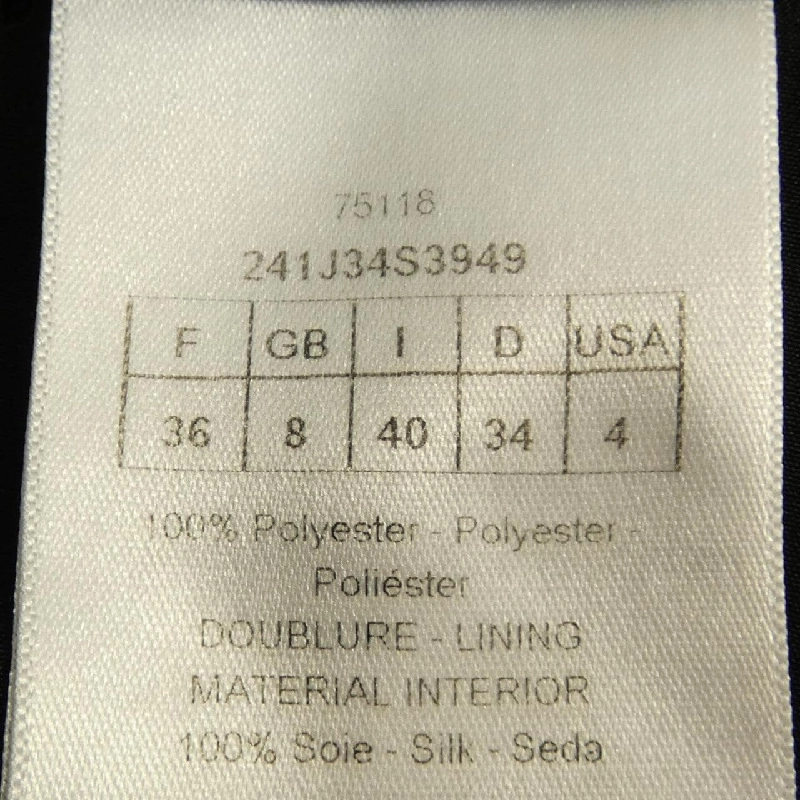 75118
241J34S3949
F GB I D USA
36 8 40 34 4
100% Polyester - Polyester -
Poliéster
DOUBLURE - LINING
MATERIAL INTERIOR
100% Soie - Silk - Seda